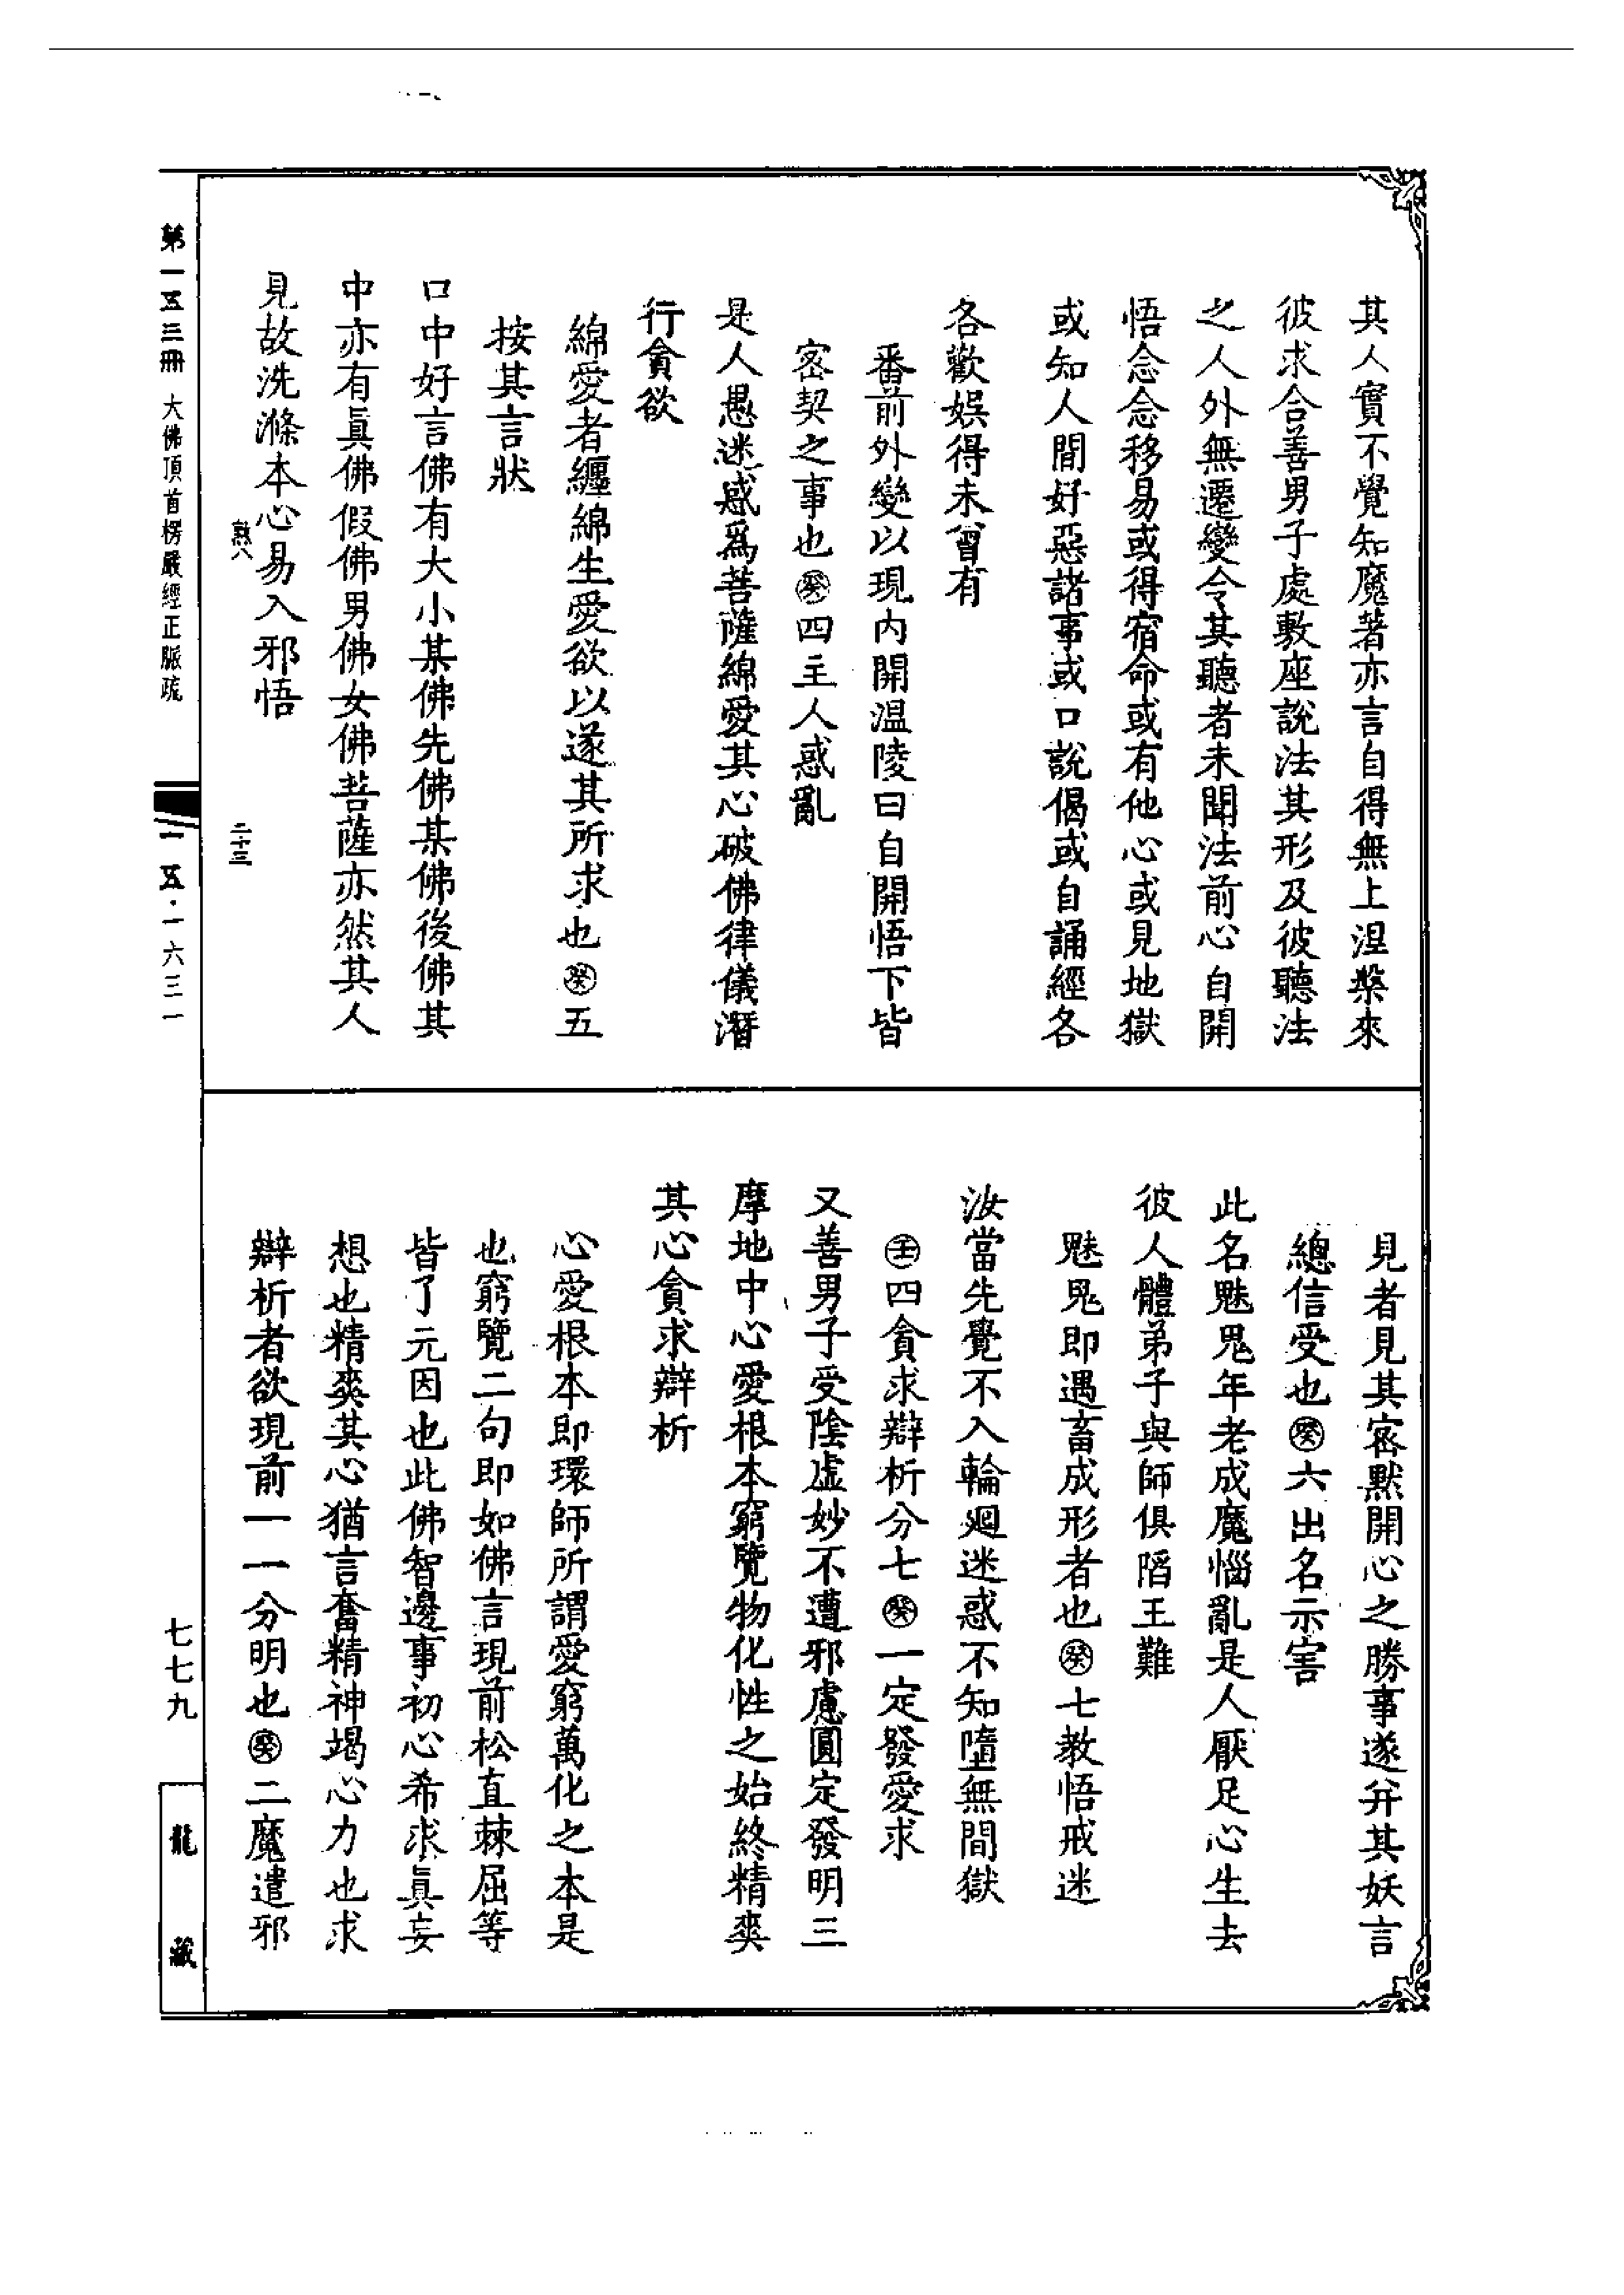 其人實不覺知魔著亦言自得無上涅槃來
彼求合善男子處敷座說法其形及彼聽法
之人外無遷變令其聽者未聞法前心自開
悟念念移易或得宿命或有他心或見地獄
或知人間好惡諸事或口說偈或自誦經各
各歡娛得未曾有
番前外變以現內開溫陵曰自開悟下皆
密契之事也㊌四主人惑亂
是人愚迷惑爲菩薩綿愛其心破佛律儀潛
行貪欲
綿愛者纏綿生愛欲以遂其所求也癸五
按其言狀
口中好言佛有大小某佛先佛某佛後佛其
中亦有眞佛假佛男佛女佛菩薩亦然其人
見故洗滌本心易入邪悟
熟八
二十三
見者見其密默開心之勝事遂并其妖言
總信受也癸六出名示害
此名魅鬼年老成魔惱亂是人厭足心生去
彼人體弟子與師俱陷王難
魅鬼即遇畜成形者也癸七教悟戒迷
汝當先覺不入輪迴迷惑不知墮無間獄
壬四貪求辯析分七癸一定發愛求
又善男子受陰虛妙不遭邪慮圓定發明三
摩地中心愛根本窮覽物化性之始終精爽
其心貪求辯析
心愛根本即環師所謂愛窮萬化之本是
也窮覽二句即如佛言現前松直棘屈等
皆了元因也此佛智邊事初心希求眞妄
想也精爽其心猶言奮精神竭心力也求
辯析者欲現前一一分明也癸二魔遣邪
第一五三冊 大佛頂首楞嚴經正脈疏
一五·一六三一
七七九
龍藏